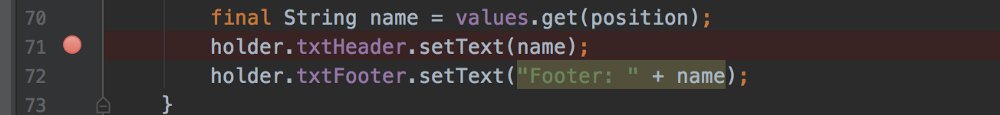 70 final String name = values.get(position);
71 holder.txtHeader.setText(name);
72 holder.txtFooter.setText("Footer: " + name);
73 }